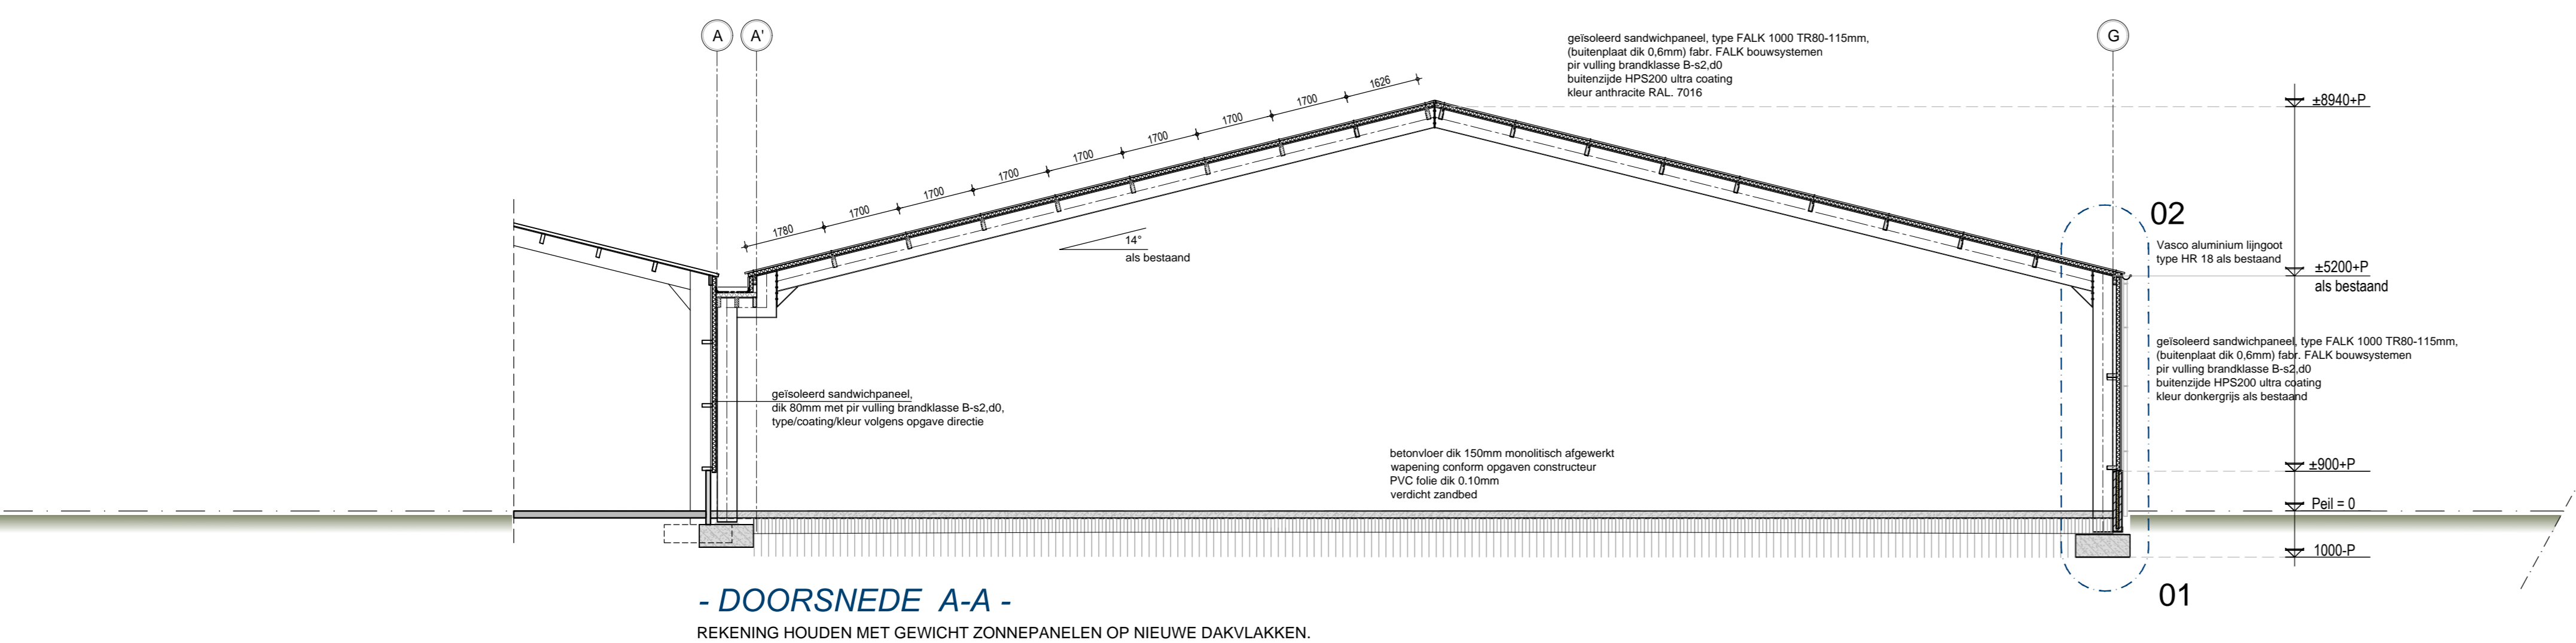 A
A'
G
geïsoleerd sandwichpaneel, type FALK 1000 TR80-115mm,
(buitenplaat dik 0,6mm) fabr. FALK bouwsystemen
pir vulling brandklasse B-s2,d0
buitenzijde HPS200 ultra coating
kleur anthracite RAL. 7016
1780
1700
1700
1700
1700
1700
1700
1700
1626
±8940+P
14°
als bestaand
02
Vasco aluminium lijngoot
type HR 18 als bestaand
±5200+P
als bestaand
geïsoleerd sandwichpaneel, type FALK 1000 TR80-115mm,
(buitenplaat dik 0,6mm) fabr. FALK bouwsystemen
pir vulling brandklasse B-s2,d0
buitenzijde HPS200 ultra coating
kleur donkergrijs als bestaand
geïsoleerd sandwichpaneel,
dik 80mm met pir vulling brandklasse B-s2,d0,
type/coating/kleur volgens opgave directie
betonvloer dik 150mm monolitisch afgewerkt
wapening conform opgaven constructeur
PVC folie dik 0.10mm
verdicht zandbed
±900+P
Peil = 0
1000-P
01
- DOORSNEDE A-A -
REKENING HOUDEN MET GEWICHT ZONNEPANELEN OP NIEUWE DAKVLAKKEN.